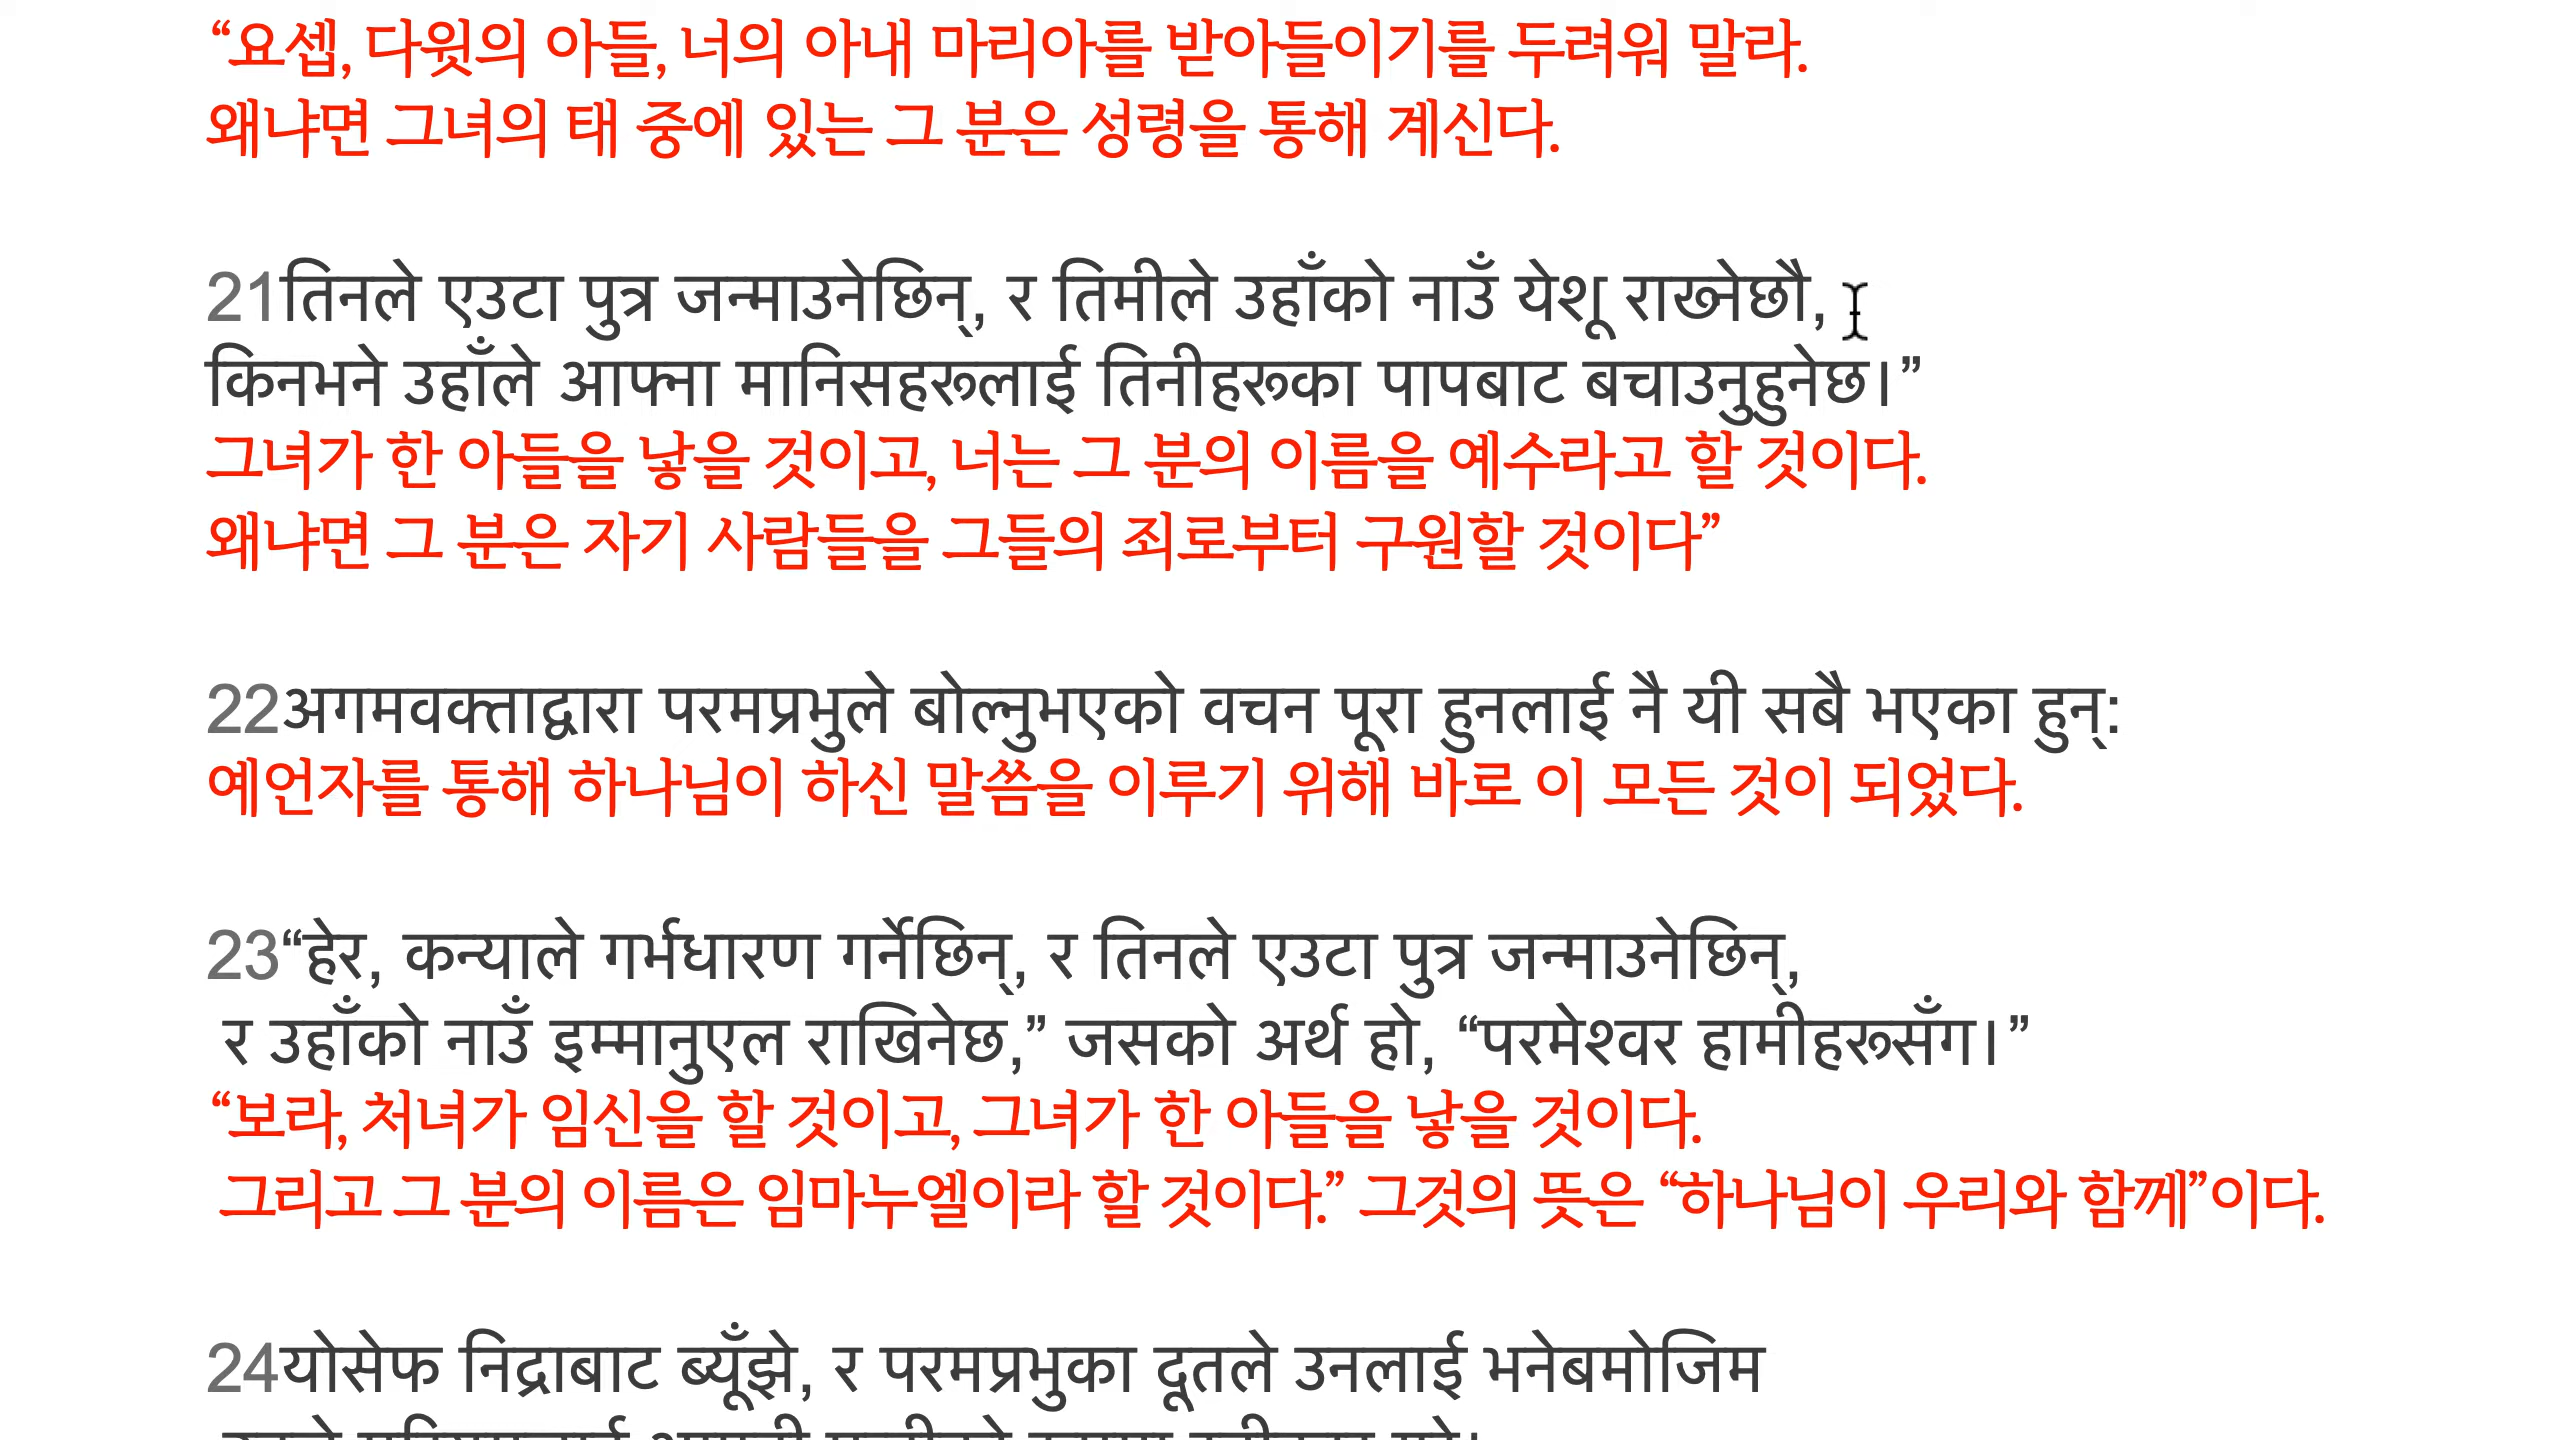 “요셉, 다윗의 아들, 너의 아내 마리아를 받아들이기를 두려워 말라.
왜냐면 그녀의 태 중에 있는 그 분은 성령을 통해 계신다.
21तिनले एउटा पुत्र जन्माउनेछिन्, र तिमीले उहाँको नाउँ येशू राख्नेछौ,
किनभने उहाँले आफ्ना मानिसहरूलाई तिनीहरूका पापबाट बचाउनुहुनेछ।”
그녀가 한 아들을 낳을 것이고, 너는 그 분의 이름을 예수라고 할 것이다.
왜냐면 그 분은 자기 사람들을 그들의 죄로부터 구원할 것이다”
22अगमवक्ताद्वारा परमप्रभुले बोल्नुभएको वचन पूरा हुनलाई नै यी सबै भएका हुन्:
예언자를 통해 하나님이 하신 말씀을 이루기 위해 바로 이 모든 것이 되었다.
23“हेर, कन्याले गर्भधारण गर्नेछिन्, र तिनले एउटा पुत्र जन्माउनेछिन्,
र उहाँको नाउँ इम्मानुएल राखिनेछ,” जसको अर्थ हो, “परमेश्वर हामीहरूसँग।”
“보라, 처녀가 임신을 할 것이고, 그녀가 한 아들을 낳을 것이다.
그리고 그 분의 이름은 임마누엘이라 할 것이다.” 그것의 뜻은 “하나님이 우리와 함께”이다.
24योसेफ निद्राबाट ब्यूँझे, र परमप्रभुका दूतले उनलाई भनेबमोजिम